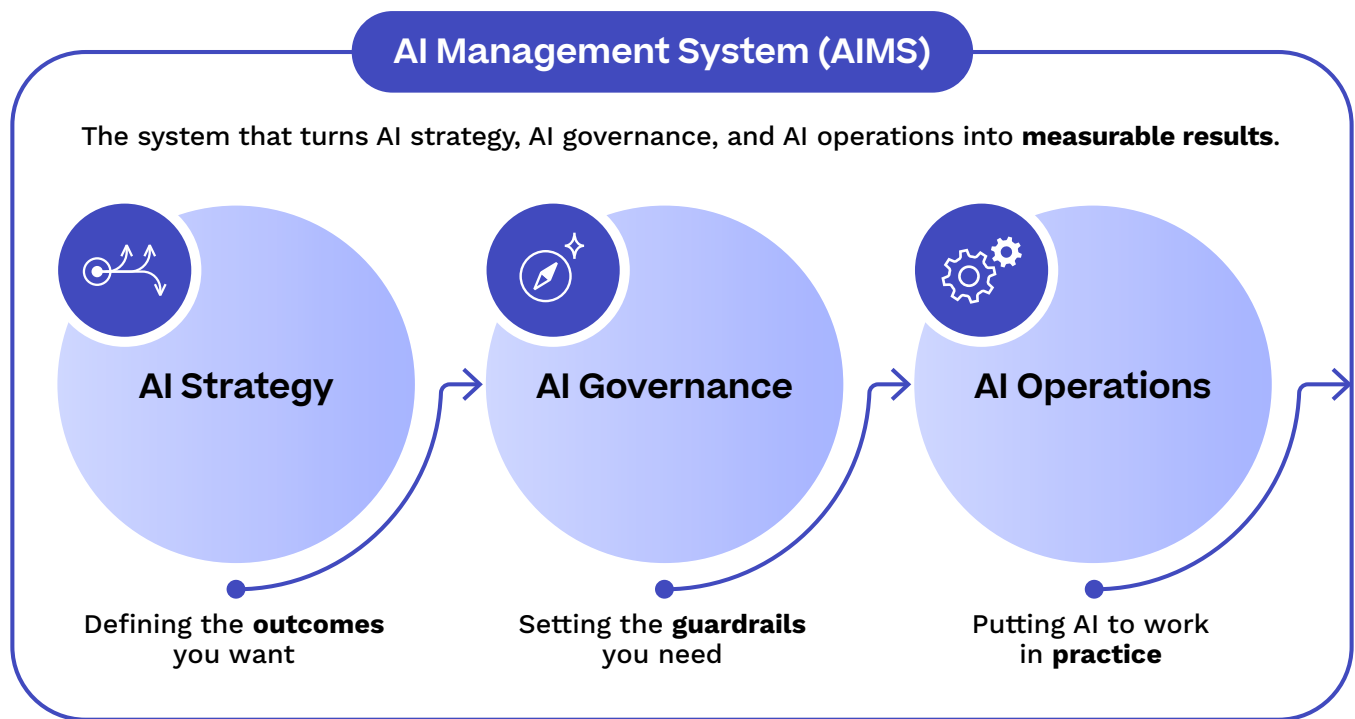 AI Management System (AIMS)
The system that turns AI strategy, AI governance, and AI operations into measurable results.
AI Strategy
AI Governance
AI Operations
Defining the outcomes
you want
Setting the guardrails
you need
Putting AI to work
in practice